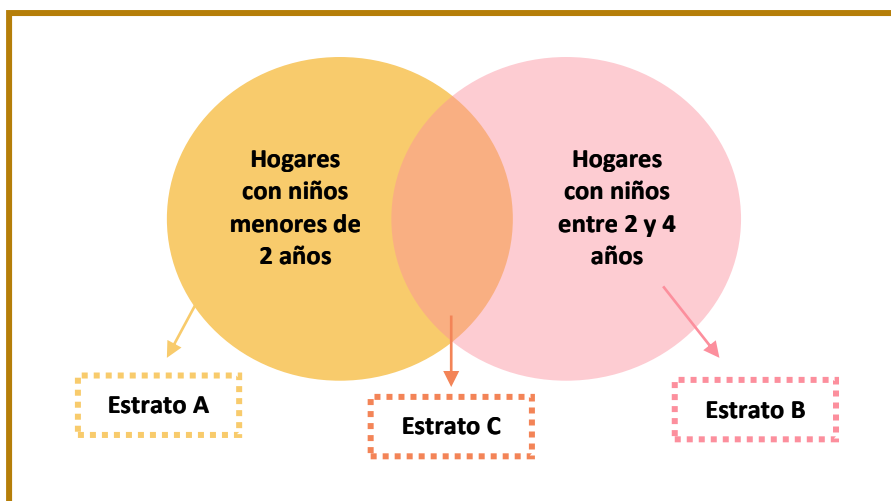 Hogares
con niños
menores de
2 años
Hogares
con niños
entre 2 y 4
años
Estrato A
Estrato C
Estrato B